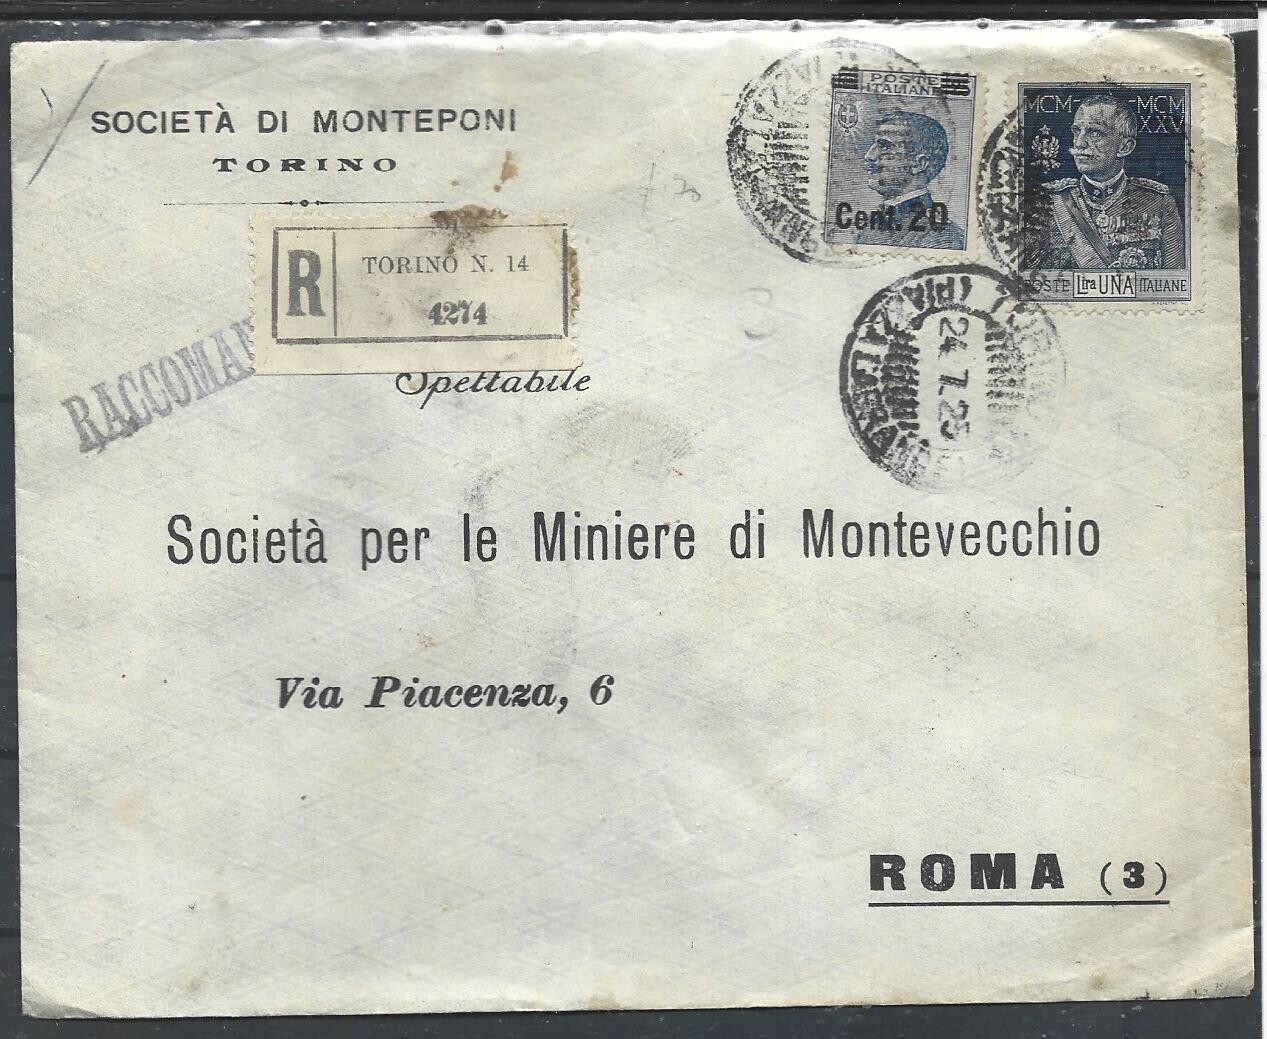 SOCIETÀ DI MONTEPONI
TORINO
R
TORINO N. 14
4274
RACCOMAN
Spettabile
POSTE
ITALIANE
Cent. 20
MCM- -MCM
XXV
POSTE Lira UNA ITALIANE
24. 7. 25
Società per le Miniere di Montevecchio
Via Piacenza, 6
ROMA (3)